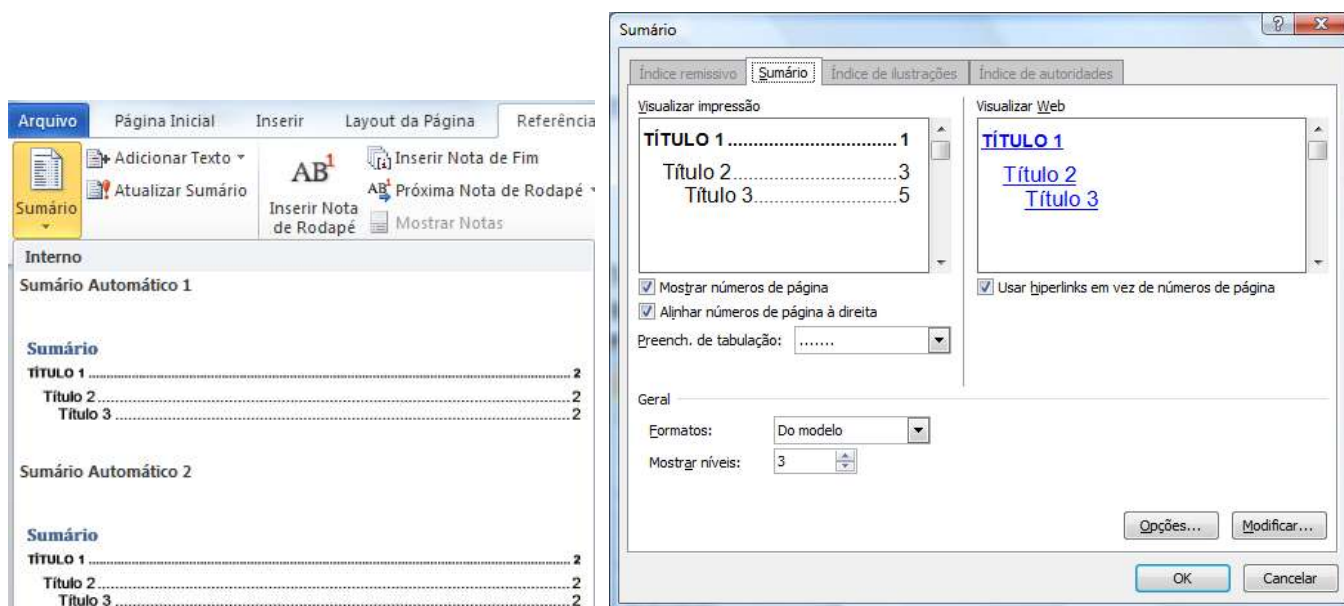 Arquivo Página Inicial Inserir Layout da Página Referência
Sumário
Adicionar Texto
Atualizar Sumário
AB1
Inserir Nota
de Rodapé
Inserir Nota de Fim
AB1 Próxima Nota de Rodapé
Mostrar Notas
Interno
Sumário Automático 1
Sumário
TÍTULO 1 ........................................ 2
Título 2 ........................................ 2
Título 3 ........................................ 2
Sumário Automático 2
Sumário
TÍTULO 1 ........................................ 2
Título 2 ........................................ 2
Título 3 ........................................ 2
Sumário
Índice remissivo Sumário Índice de ilustrações Índice de autoridades
Visualizar impressão
TÍTULO 1 ................................ 1
Título 2 ............................ 3
Título 3 ........................ 5
Mostrar números de página
Alinhar números de página à direita
Preench. de tabulação: .......
Visualizar Web
TÍTULO 1
Título 2
Título 3
Usar hiperlinks em vez de números de página
Geral
Formatos: Do modelo
Mostrar níveis: 3
Opções... Modificar...
OK Cancelar